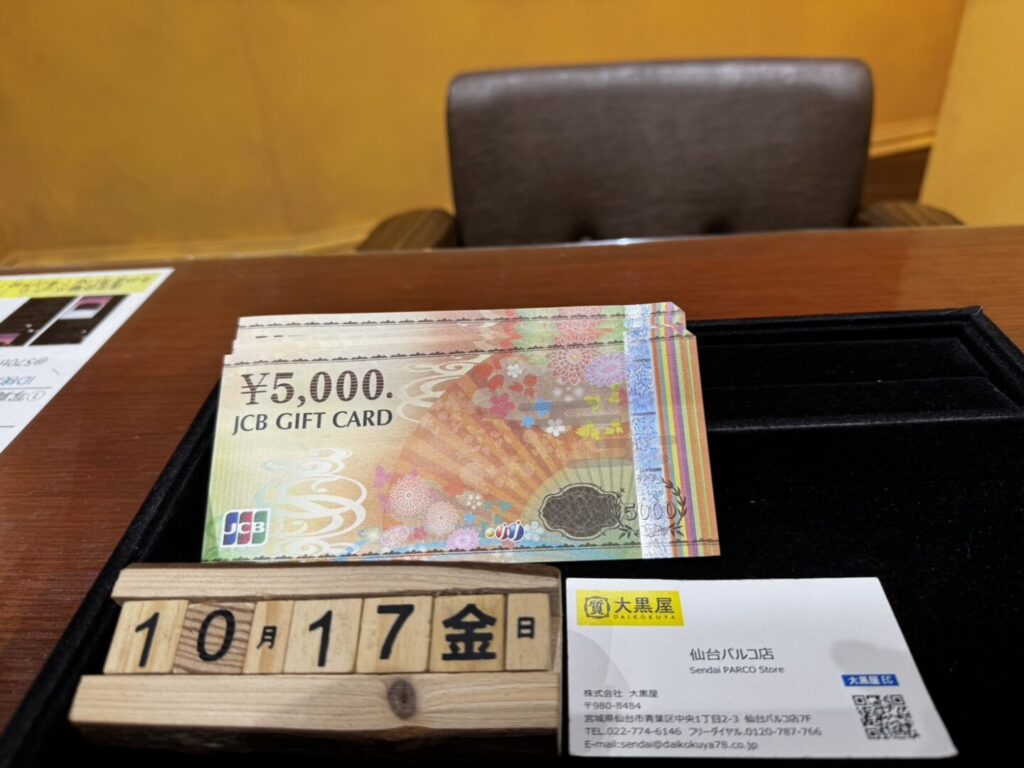 ¥5,000.
JCB GIFT CARD
JCB
5000
10月17金日
質 大黒屋
DAIKOKUYA
仙台パルコ店
Sendai PARCO Store
大黒屋 EC
株式会社 大黒屋
〒980-8484
宮城県仙台市青葉区中央1丁目2-3 仙台パルコ店7F
TEL.022-774-6146 フリーダイヤル.0120-787-766
E-mail:sendai@daikokuya78.co.jp